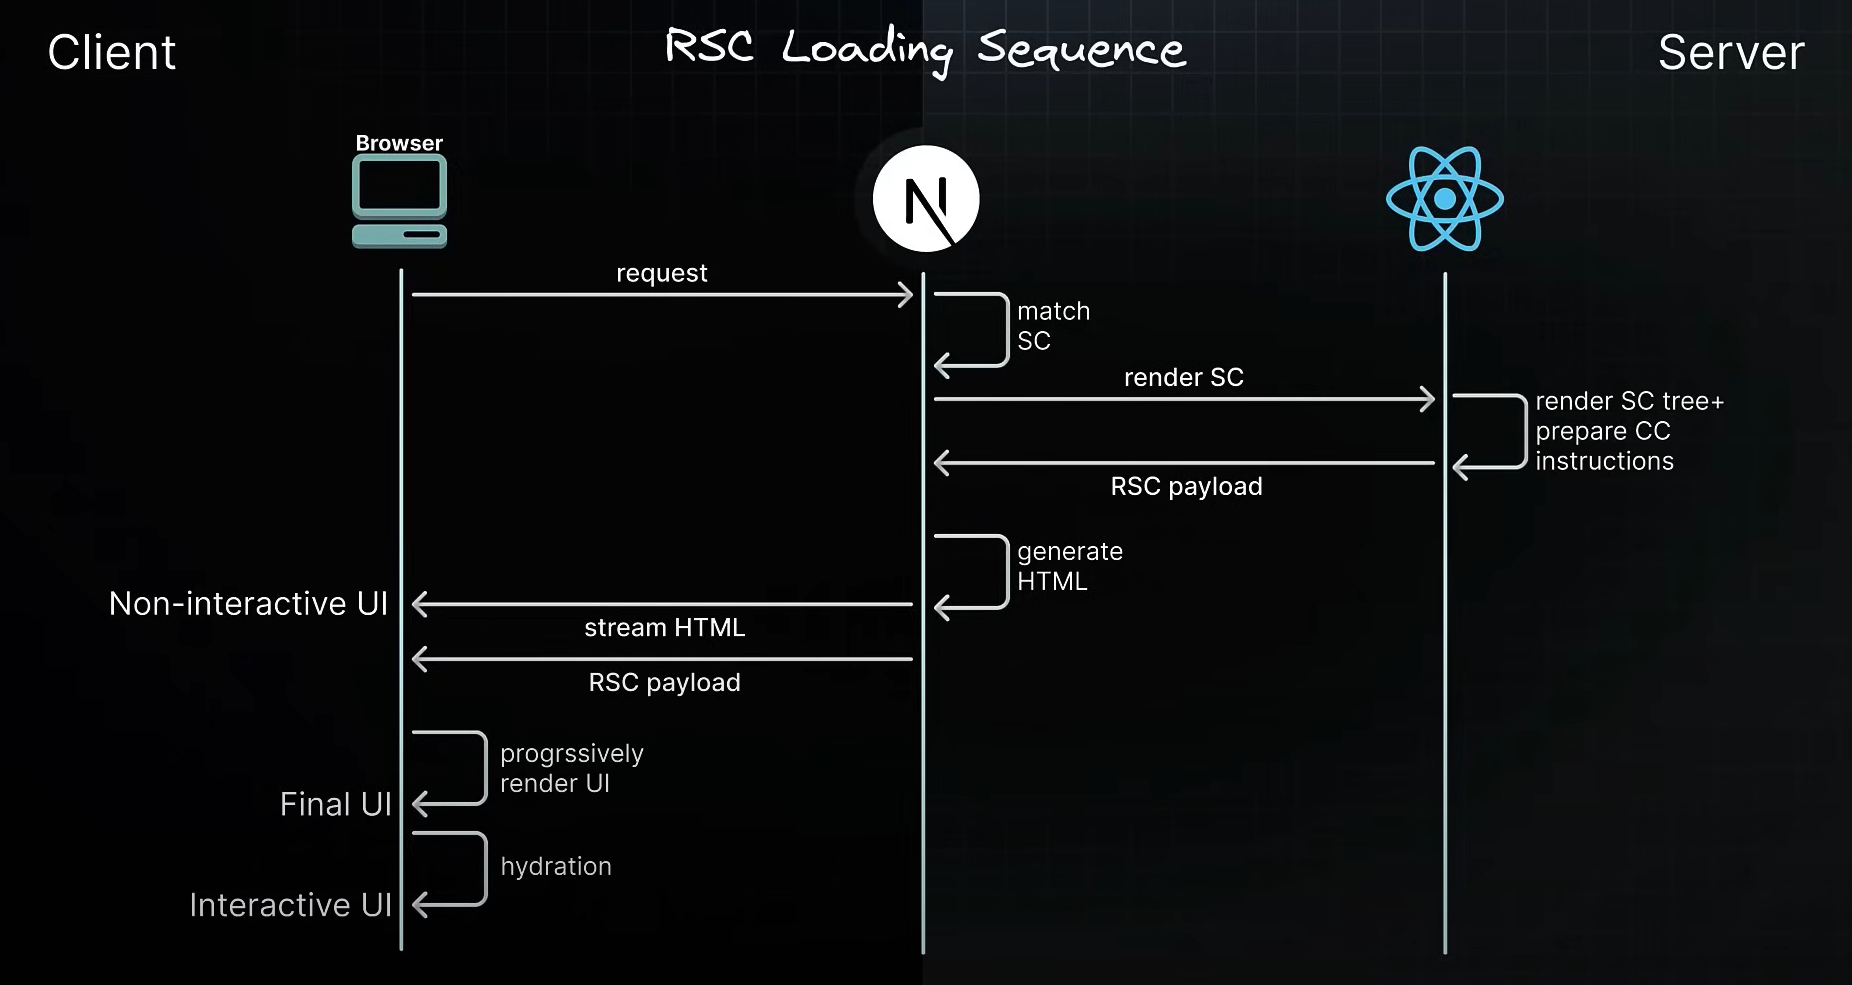 Client
RSC Loading Sequence
Server
Browser
N
request
match
SC
render SC
render SC tree+
prepare CC
instructions
RSC payload
generate
HTML
Non-interactive UI
stream HTML
RSC payload
progrssively
render UI
Final UI
hydration
Interactive UI